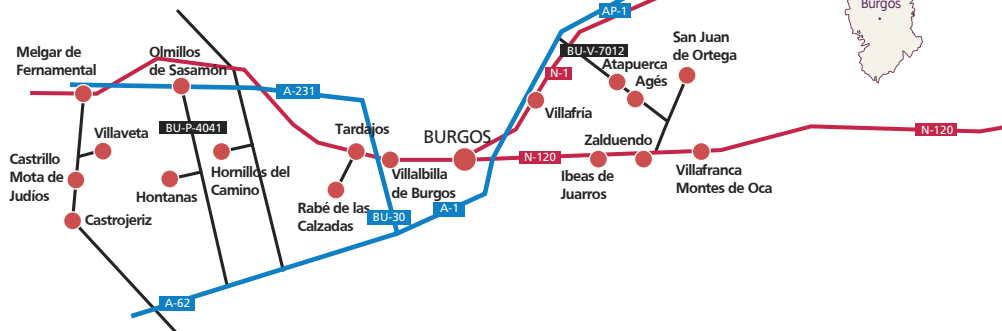 Burgos
AP-1
San Juan
de Ortega
Melgar de
Fernamental
Olmillos
de Sasamón
BU-V-7012
Atapuerca
Agés
N-1
A-231
Villafría
BU-P-4041
Villaveta
Tardajos
BURGOS
Zalduendo
N-120
N-120
Castrillo
Mota de
Judíos
Hornillos del
Camino
Hontanas
Villalbilla
de Burgos
Ibeas de
Juarros
Villafranca
Montes de Oca
Rabé de las
Calzadas
BU-30
A-1
Castrojeriz
A-62